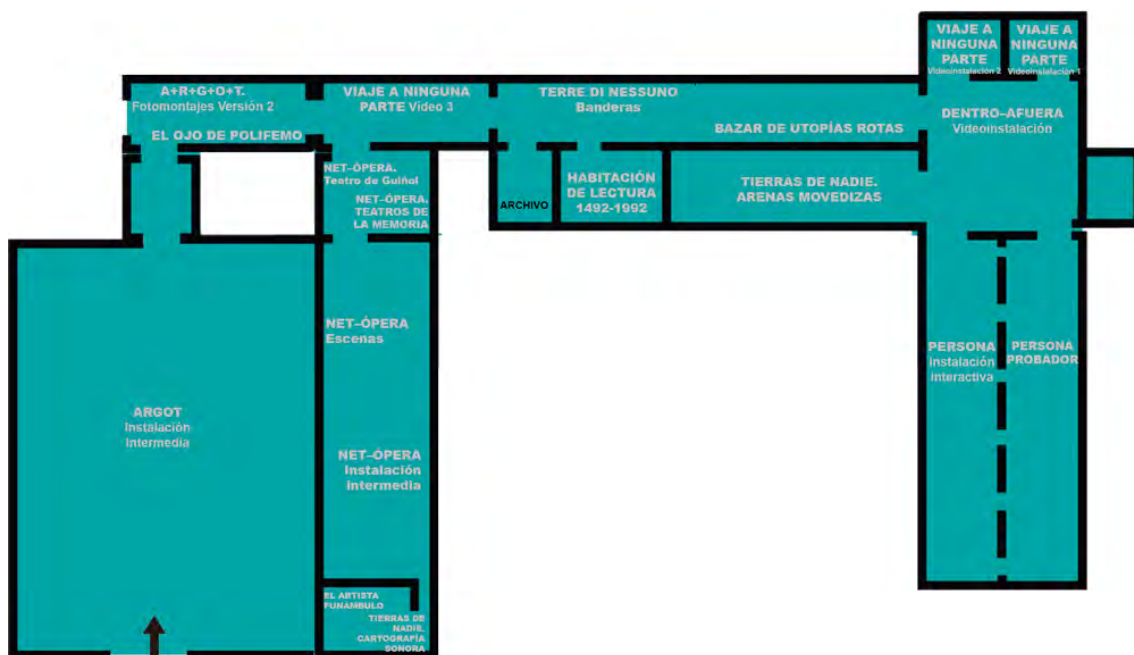 VIAJE A
NINGUNA
PARTE
Videoinstalación 2
VIAJE A
NINGUNA
PARTE
Videoinstalación 1
A+R+G+O+T.
Fotomontajes Versión 2
EL OJO DE POLIFEMO
VIAJE A NINGUNA
PARTE Vídeo 3
TERRE DI NESSUNO
Banderas
BAZAR DE UTOPÍAS ROTAS
DENTRO–AFUERA
Videoinstalación
NET–ÓPERA.
Teatro de Guiñol
NET–ÓPERA.
TEATROS DE
LA MEMORIA
ARCHIVO
HABITACIÓN
DE LECTURA
1492-1992
TIERRAS DE NADIE.
ARENAS MOVEDIZAS
NET–ÓPERA
Escenas
PERSONA
instalación
interactiva
PERSONA
PROBADOR
ARGOT
Instalación
Intermedia
NET–ÓPERA
Instalación
Intermedia
EL ARTISTA
FUNAMBULO
TIERRAS DE
NADIE.
CARTOGRAFÍA
SONORA